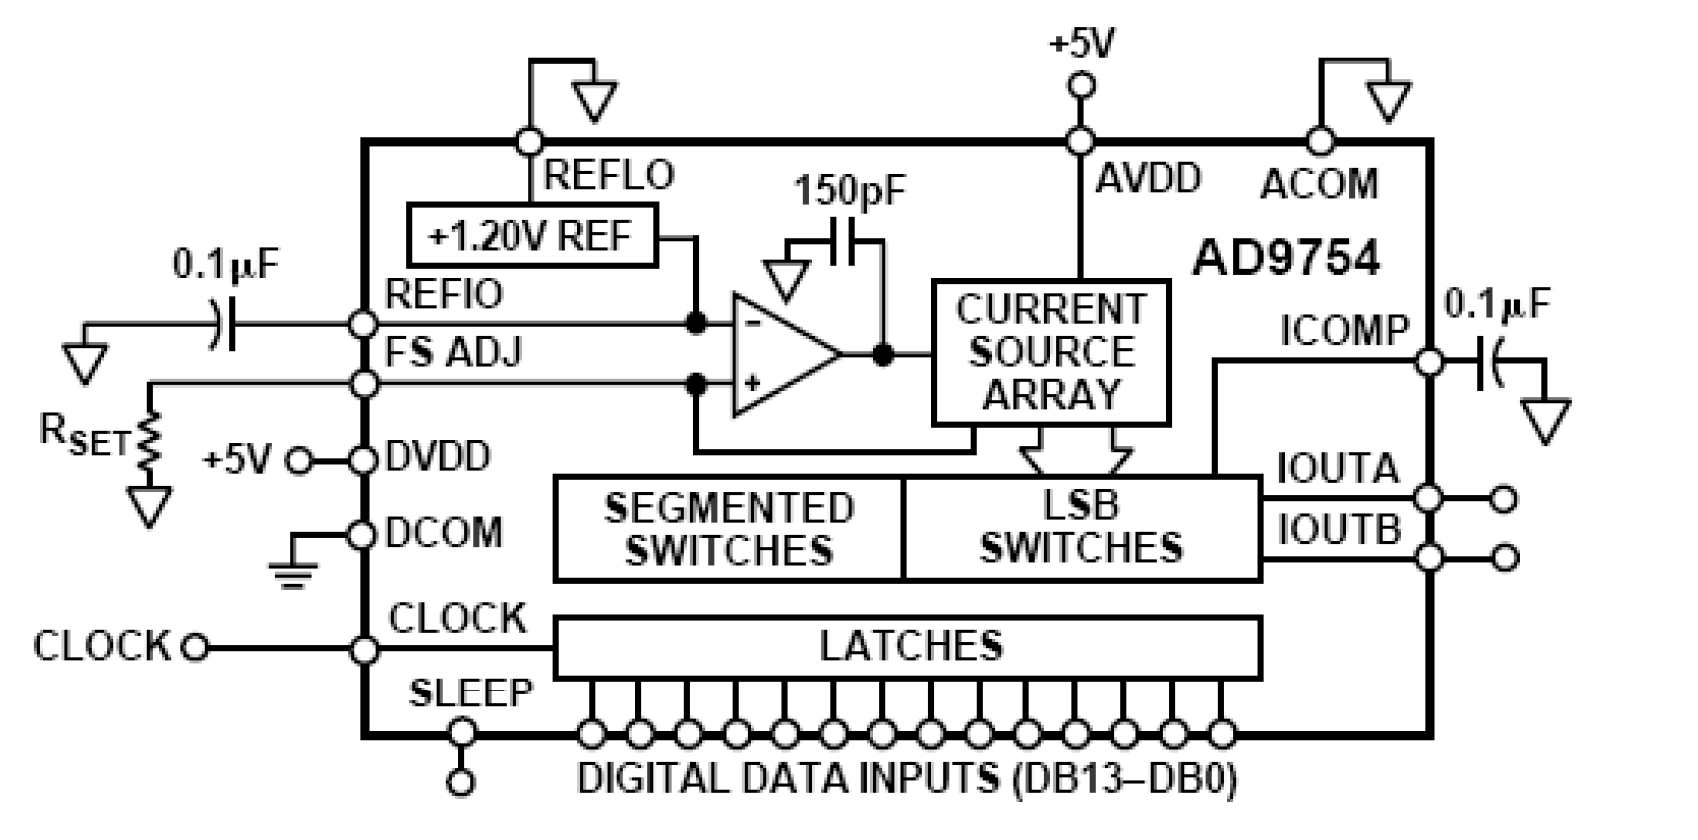 +5V
REFLO
AVDD
ACOM
150pF
+1.20V REF
AD9754
0.1µF
REFIO
CURRENT
SOURCE
ARRAY
0.1µF
ICOMP
FS ADJ
-
+
RSET
+5V
DVDD
IOUTA
SEGMENTED
SWITCHES
LSB
SWITCHES
IOUTB
DCOM
CLOCK
CLOCK
LATCHES
SLEEP
DIGITAL DATA INPUTS (DB13–DB0)